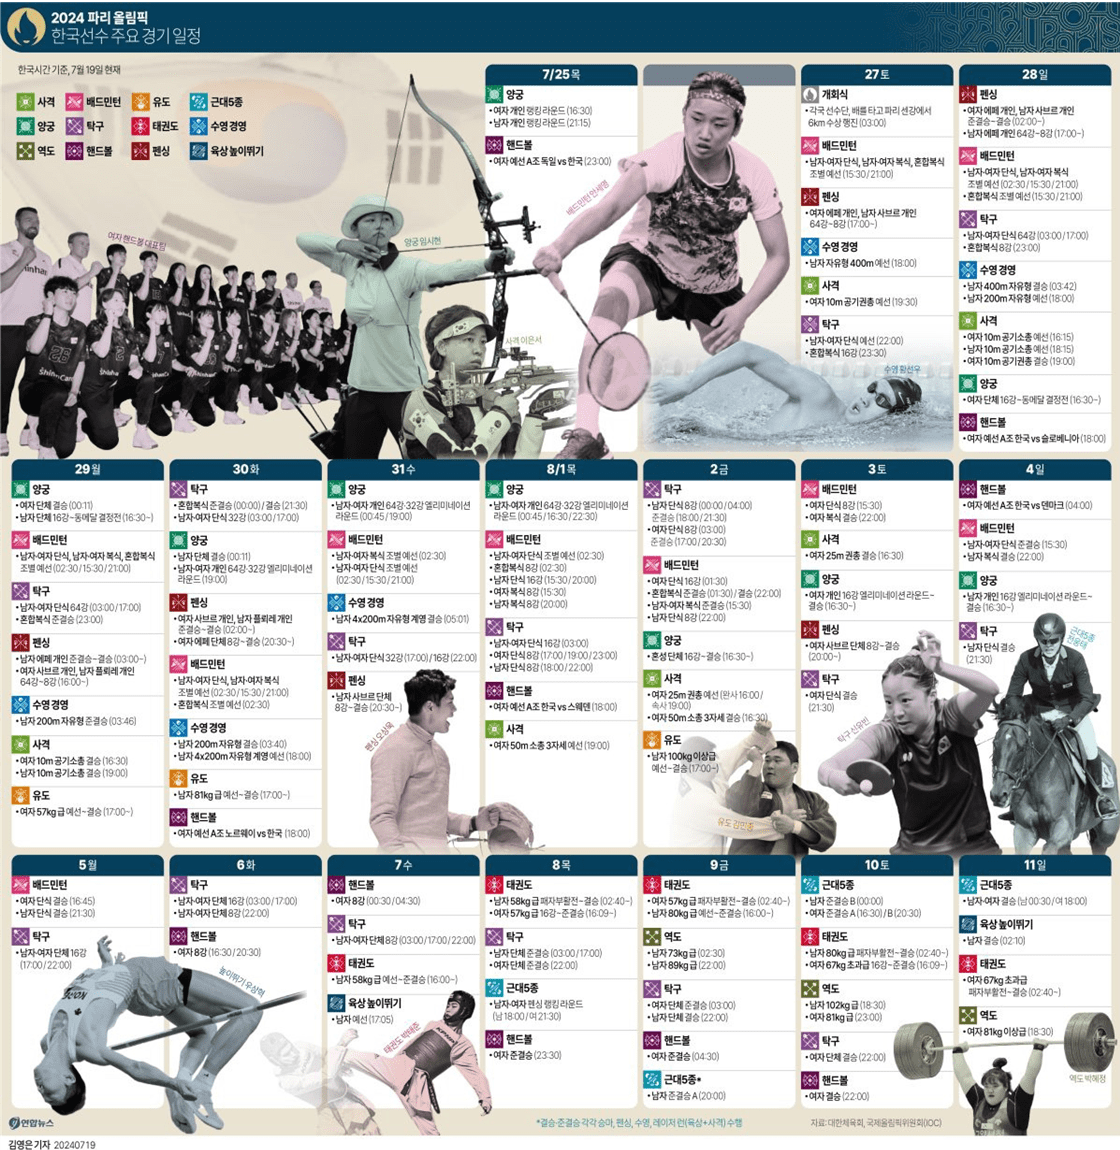 2024 파리 올림픽
한국선수 주요 경기 일정
한국시간 기준, 7월 19일 현재
사격
배드민턴
유도
근대5종
양궁
탁구
태권도
수영 경영
역도
핸드볼
펜싱
육상 높이뛰기
여자 핸드볼 대표팀
양궁 임시현
사격 이은서
배드민턴 안세영
수영 황선우
7/25 목
양궁
•여자 개인 랭킹 라운드 (16:30)
•남자 개인 랭킹 라운드 (21:15)
핸드볼
•여자 예선 A조 독일 vs 한국 (23:00)
27 토
개회식
•각국 선수단, 배를 타고 파리 센강에서
6km 수상 행진 (03:00)
배드민턴
•남자·여자 단식, 남자·여자 복식, 혼합복식
조별 예선 (15:30 / 21:00)
펜싱
•여자 에페 개인, 남자 사브르 개인
64강~8강 (17:00~)
수영 경영
•남자 자유형 400m 예선 (18:00)
사격
•여자 10m 공기권총 예선 (19:30)
탁구
•남자·여자 단식 예선 (22:00)
•혼합복식 16강 (23:30)
28 일
펜싱
•여자 에페 개인, 남자 사브르 개인
준결승~결승 (02:00~)
•남자 에페 개인 64강~8강 (17:00~)
배드민턴
•남자·여자 단식, 남자·여자 복식
조별 예선 (02:30 / 15:30 / 21:00)
•혼합복식 조별 예선 (15:30 / 21:00)
탁구
•남자·여자 단식 64강 (03:00 / 17:00)
•혼합복식 8강 (23:00)
수영 경영
•남자 400m 자유형 결승 (03:42)
•남자 200m 자유형 예선 (18:00)
사격
•여자 10m 공기소총 예선 (16:15)
•남자 10m 공기소총 예선 (18:15)
•여자 10m 공기권총 결승 (19:00)
양궁
•여자 단체 16강~동메달 결정전 (16:30~)
핸드볼
•여자 예선 A조 한국 vs 슬로베니아 (18:00)
29 월
양궁
•여자 단체 결승 (00:11)
•남자 단체 16강~동메달 결정전 (16:30~)
배드민턴
•남자·여자 단식, 남자·여자 복식, 혼합복식
조별 예선 (02:30 / 15:30 / 21:00)
탁구
•남자·여자 단식 64강 (03:00 / 17:00)
•혼합복식 준결승 (23:00)
펜싱
•남자 에페 개인 준결승~결승 (03:00~)
•여자 사브르 개인, 남자 플뢰레 개인
64강~8강 (16:00~)
수영 경영
•남자 200m 자유형 준결승 (03:46)
사격
•여자 10m 공기소총 결승 (16:30)
•남자 10m 공기소총 결승 (19:00)
유도
•여자 57kg 급 예선~결승 (17:00~)
30 화
탁구
•혼합복식 준결승 (00:00) / 결승 (21:30)
•남자·여자 단식 32강 (03:00 / 17:00)
양궁
•남자 단체 결승 (00:11)
•남자·여자 개인 64강·32강 엘리미네이션
라운드 (19:00)
펜싱
•여자 사브르 개인, 남자 플뢰레 개인
준결승~결승 (02:00~)
•여자 에페 단체 8강~결승 (20:30~)
배드민턴
•남자·여자 단식, 남자·여자 복식
조별 예선 (02:30 / 15:30 / 21:00)
•혼합복식 조별 예선 (02:30)
수영 경영
•남자 200m 자유형 결승 (03:40)
•남자 4x200m 자유형 계영 예선 (18:00)
유도
•남자 81kg 급 예선~결승 (17:00~)
핸드볼
•여자 예선 A조 노르웨이 vs 한국 (18:00)
31 수
양궁
•남자·여자 개인 64강·32강 엘리미네이션
라운드 (00:45 / 19:00)
배드민턴
•남자·여자 복식 조별 예선 (02:30)
•남자·여자 단식 조별 예선
(02:30 / 15:30 / 21:00)
수영 경영
•남자 4x200m 자유형 계영 결승 (05:01)
탁구
•남자·여자 단식 32강 (17:00) / 16강 (22:00)
펜싱
•남자 사브르 단체
8강~결승 (20:30~)
펜싱 오상욱
8/1 목
양궁
•남자·여자 개인 64강·32강 엘리미네이션
라운드 (00:45 / 16:30 / 22:30)
배드민턴
•남자·여자 단식 조별 예선 (02:30)
•혼합복식 8강 (02:30)
•남자 단식 16강 (15:30 / 20:00)
•여자 복식 8강 (15:30)
•남자 복식 8강 (20:00)
탁구
•남자·여자 단식 16강 (03:00)
•여자 단식 8강 (17:00 / 19:00 / 23:00)
•남자 단식 8강 (18:00 / 22:00)
핸드볼
•여자 예선 A조 한국 vs 스웨덴 (18:00)
사격
•여자 50m 소총 3자세 예선 (19:00)
2 금
탁구
•남자 단식 8강 (00:00 / 04:00)
준결승 (18:00 / 21:30)
•여자 단식 8강 (03:00)
준결승 (17:00 / 20:30)
배드민턴
•여자 단식 16강 (01:30)
•혼합복식 준결승 (01:30) / 결승 (22:00)
•남자·여자 복식 준결승 (15:30)
•남자 단식 8강 (22:00)
양궁
•혼성 단체 16강~결승 (16:30~)
사격
•여자 25m 권총 예선 (완사 16:00 /
속사 19:00)
•여자 50m 소총 3자세 결승 (16:30)
유도
•남자 100kg 이상급
예선~결승 (17:00~)
유도 김민종
3 토
배드민턴
•여자 단식 8강 (15:30)
•여자 복식 결승 (22:00)
사격
•여자 25m 권총 결승 (16:30)
양궁
•여자 개인 16강 엘리미네이션 라운드~
결승 (16:30~)
펜싱
•여자 사브르 단체 8강~결승
(20:00~)
탁구
•여자 단식 결승
(21:30)
탁구 신유빈
4 일
핸드볼
•여자 예선 A조 한국 vs 덴마크 (04:00)
배드민턴
•남자·여자 단식 준결승 (15:30)
•남자 복식 결승 (22:00)
양궁
•남자 개인 16강 엘리미네이션 라운드~
결승 (16:30~)
탁구
•남자 단식 결승
(21:30)
근대5종
전웅태
5 월
배드민턴
•여자 단식 결승 (16:45)
•남자 단식 결승 (21:30)
탁구
•남자·여자 단체 16강
(17:00 / 22:00)
높이뛰기 우상혁
6 화
탁구
•남자·여자 단체 16강 (03:00 / 17:00)
•남자·여자 단체 8강 (22:00)
핸드볼
•여자 8강 (16:30 / 20:30)
7 수
핸드볼
•여자 8강 (00:30 / 04:30)
탁구
•남자·여자 단체 8강 (03:00 / 17:00 / 22:00)
태권도
•남자 58kg 급 예선~준결승 (16:00~)
육상 높이뛰기
•남자 예선 (17:05)
태권도 박태준
8 목
태권도
•남자 58kg 급 패자부활전~결승 (02:40~)
•여자 57kg 급 16강~준결승 (16:09~)
탁구
•남자 단체 준결승 (03:00 / 17:00)
•여자 단체 준결승 (22:00)
근대5종
•남자·여자 펜싱 랭킹 라운드
(남 18:00 / 여 21:30)
핸드볼
•여자 준결승 (23:30)
9 금
태권도
•여자 57kg 급 패자부활전~결승 (02:40~)
•남자 80kg 급 예선~준결승 (16:00~)
역도
•남자 73kg 급 (02:30)
•남자 89kg 급 (22:00)
탁구
•여자 단체 준결승 (03:00)
•남자 단체 결승 (22:00)
핸드볼
•여자 준결승 (04:30)
근대5종*
•남자 준결승 A (20:00)
10 토
근대5종
•남자 준결승 B (00:00)
•여자 준결승 A (16:30) / B (20:30)
태권도
•남자 80kg 급 패자부활전~결승 (02:40~)
•여자 67kg 초과급 16강~준결승 (16:09~)
역도
•남자 102kg 급 (18:30)
•여자 81kg 급 (23:00)
탁구
•여자 단체 결승 (22:00)
핸드볼
•여자 결승 (22:00)
11 일
근대5종
•남자·여자 결승 (남 00:30 / 여 18:00)
육상 높이뛰기
•남자 결승 (02:10)
태권도
•여자 67kg 초과급
패자부활전~결승 (02:40~)
역도
•여자 81kg 이상급 (18:30)
역도 박혜정
연합뉴스
*결승·준결승 각각 승마, 펜싱, 수영, 레이저 런(육상+사격) 수행
자료: 대한체육회, 국제올림픽위원회(IOC)
김영은 기자 20240719